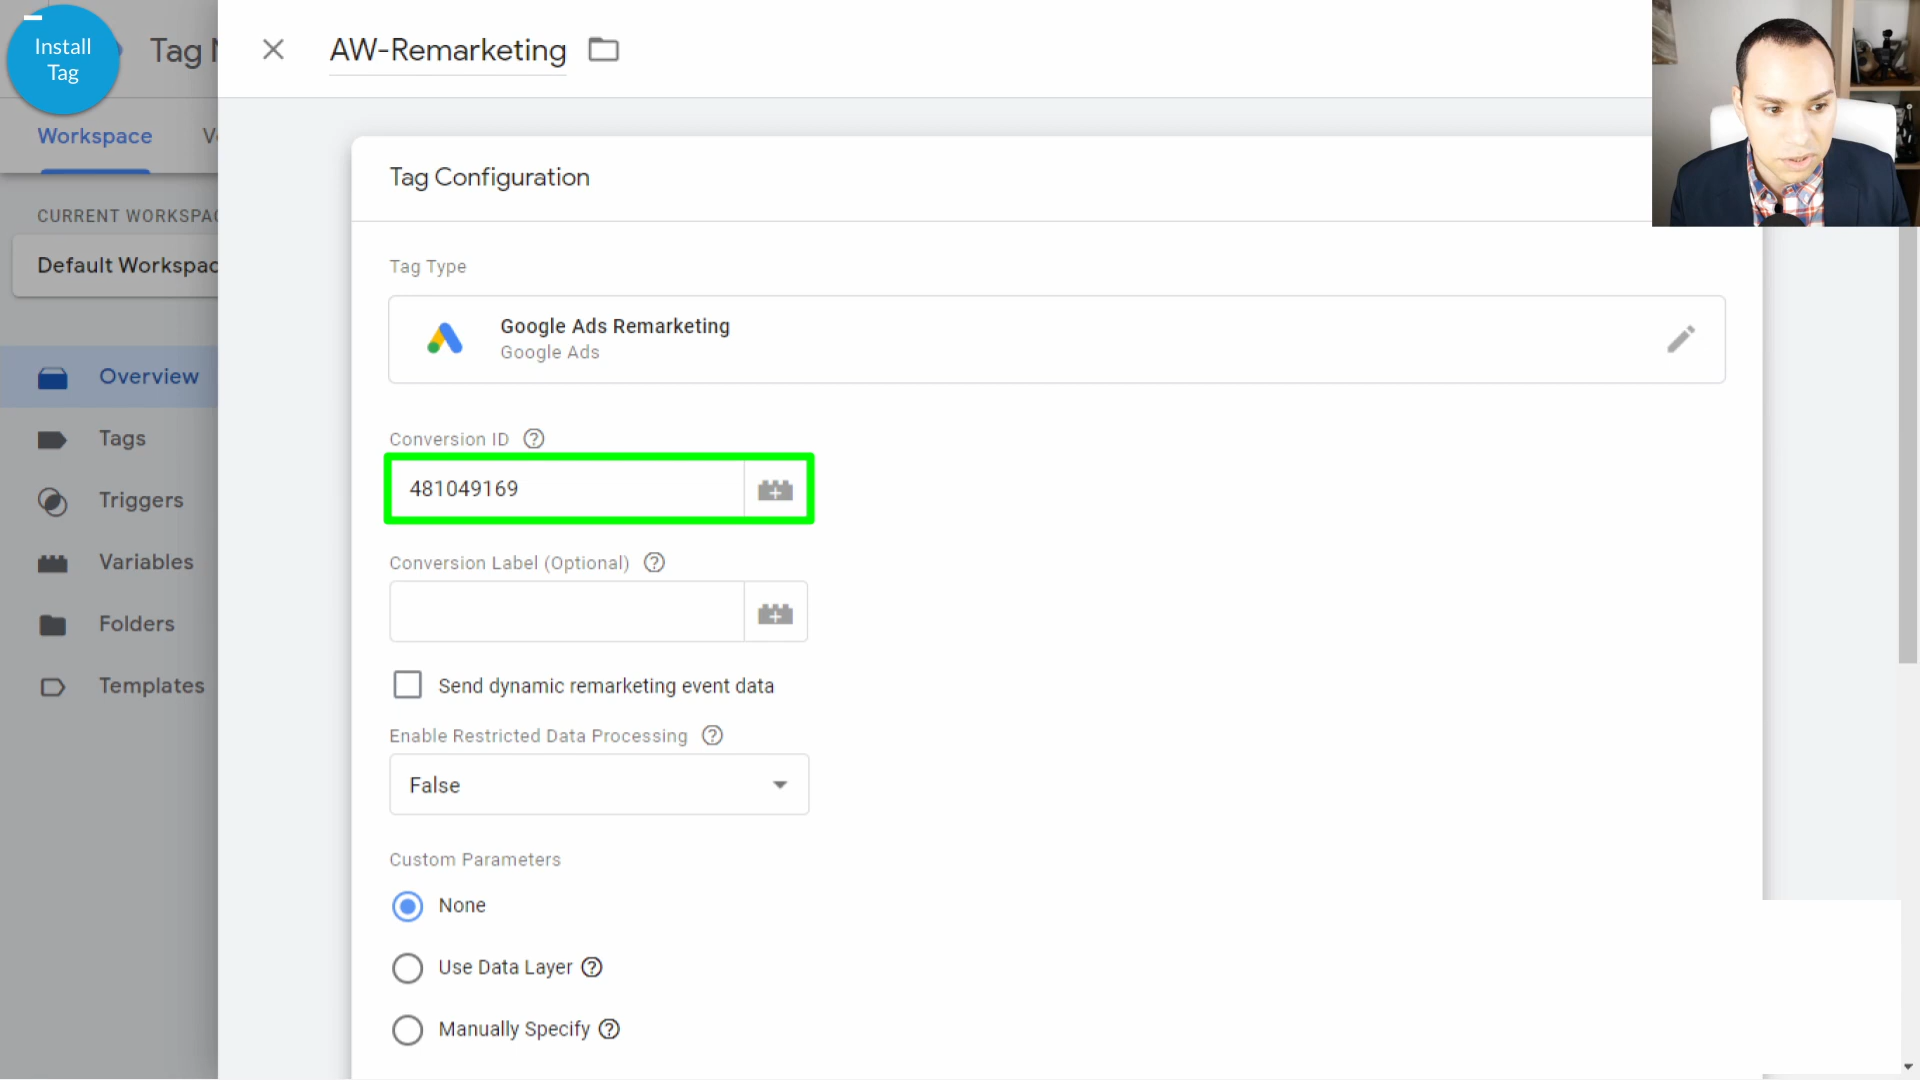 Install
Tag
Tag
AW-Remarketing
Workspace
CURRENT WORKSPAC
Default Workspac
Overview
Tags
Triggers
Variables
Folders
Templates
Tag Configuration
Tag Type
Google Ads Remarketing
Google Ads
Conversion ID
481049169
Conversion Label (Optional)
Send dynamic remarketing event data
Enable Restricted Data Processing
False
Custom Parameters
None
Use Data Layer
Manually Specify